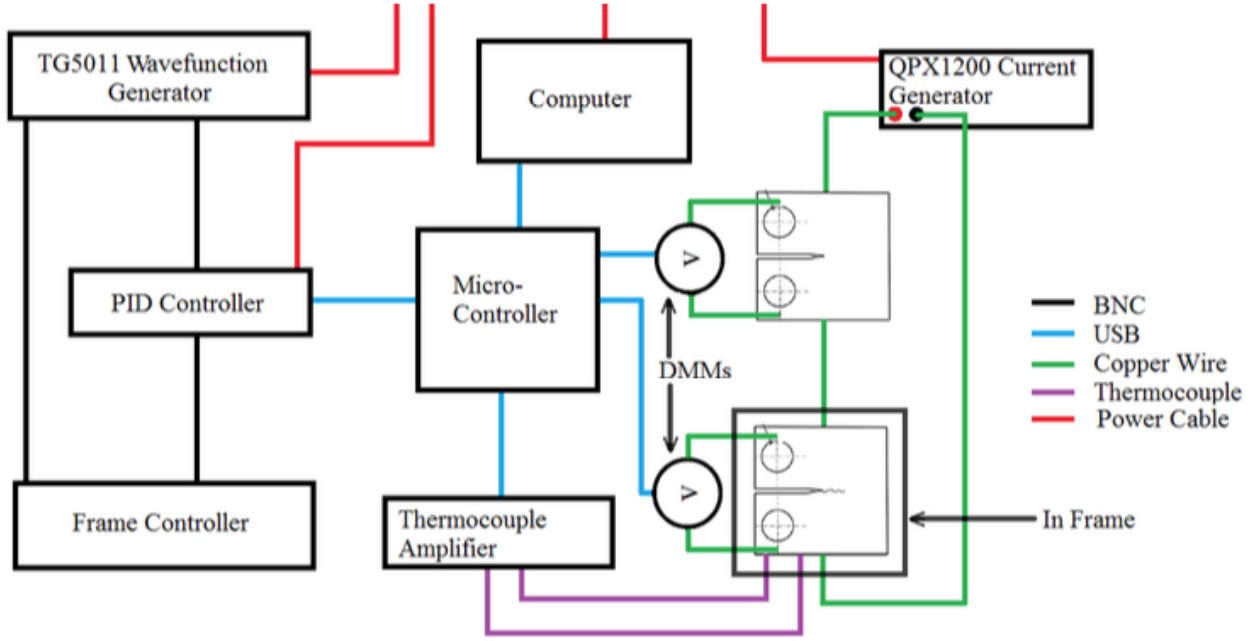 TG5011 Wavefunction
Generator
Computer
QPX1200 Current
Generator
PID Controller
Micro-
Controller
V
DMMs
V
BNC
USB
Copper Wire
Thermocouple
Power Cable
Frame Controller
Thermocouple
Amplifier
In Frame